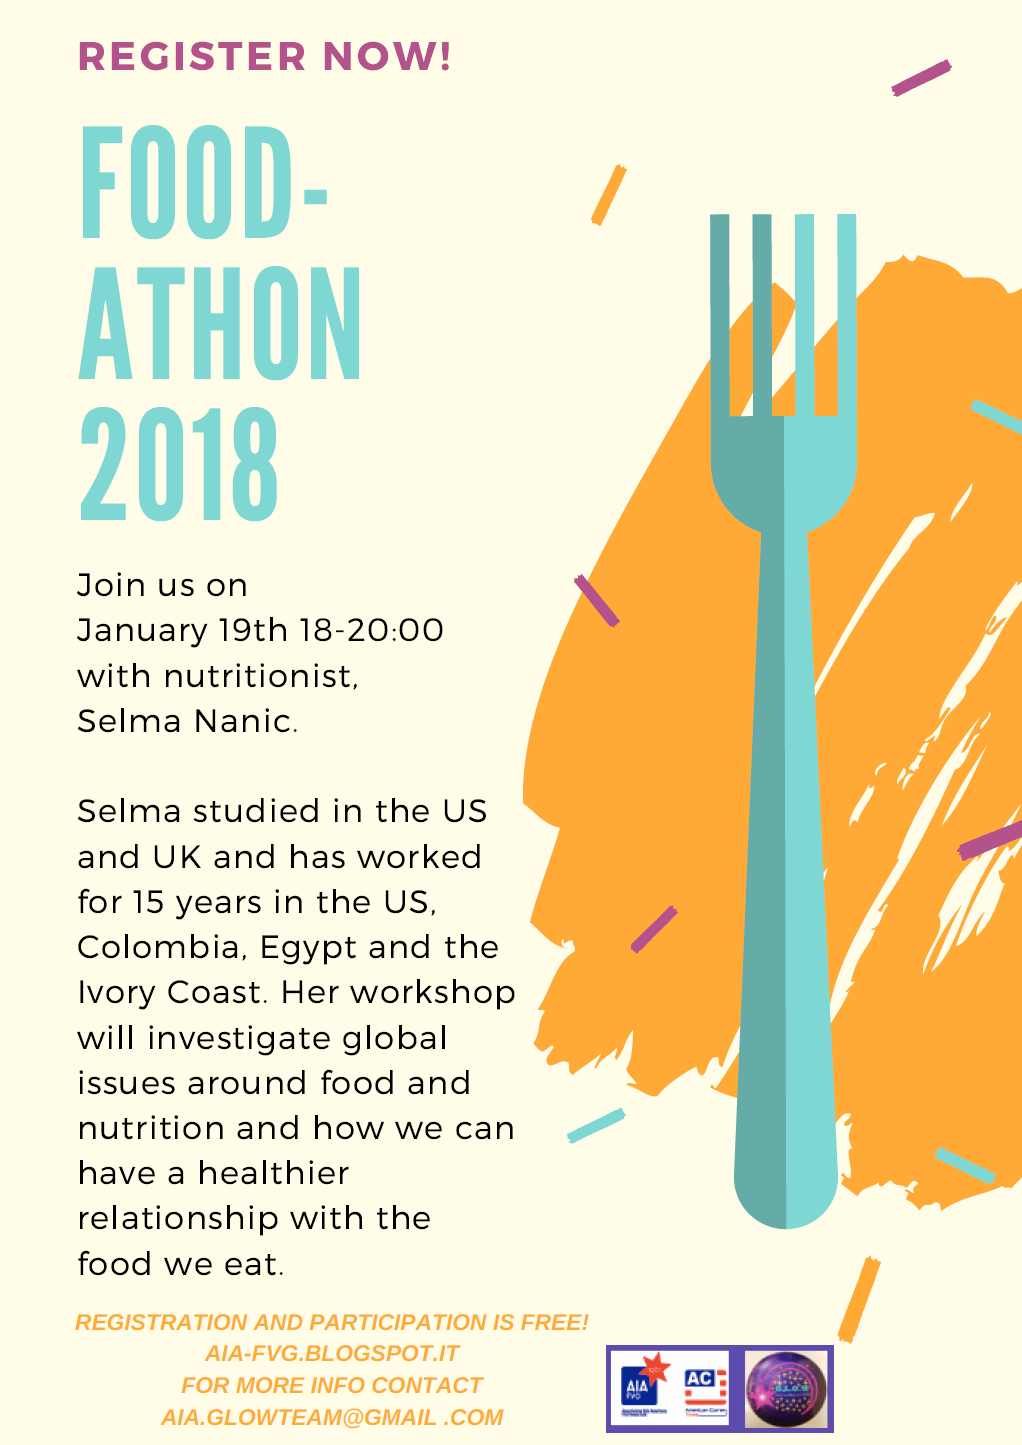 REGISTER NOW!
FOOD-
ATHON
2018
Join us on
January 19th 18-20:00
with nutritionist,
Selma Nanic.
Selma studied in the US
and UK and has worked
for 15 years in the US,
Colombia, Egypt and the
Ivory Coast. Her workshop
will investigate global
issues around food and
nutrition and how we can
have a healthier
relationship with the
food we eat.
REGISTRATION AND PARTICIPATION IS FREE!
AIA-FVG.BLOGSPOT.IT
FOR MORE INFO CONTACT
AIA.GLOWTEAM@GMAIL .COM
AIA
FVG
AC
American Corner
G.L.O.W